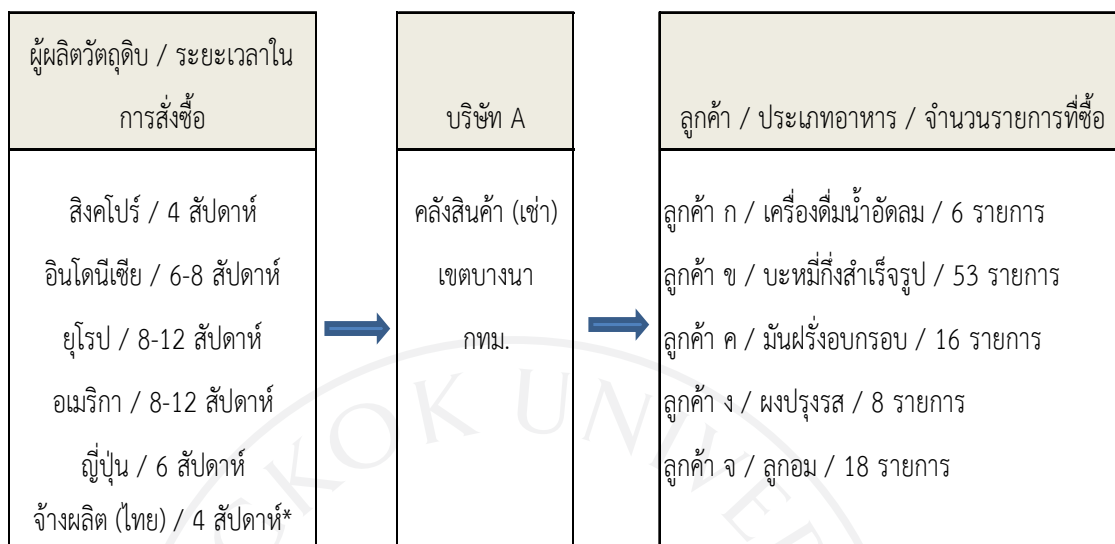 ผู้ผลิตวัตถุดิบ / ระยะเวลาใน
การสั่งซื้อ
สิงคโปร์ / 4 สัปดาห์
อินโดนีเซีย / 6-8 สัปดาห์
ยุโรป / 8-12 สัปดาห์
อเมริกา / 8-12 สัปดาห์
ญี่ปุ่น / 6 สัปดาห์
จ้างผลิต (ไทย) / 4 สัปดาห์*
บริษัท A
คลังสินค้า (เช่า)
เขตบางนา
กทม.
ลูกค้า / ประเภทอาหาร / จำนวนรายการที่ซื้อ
ลูกค้า ก / เครื่องดื่มน้ำอัดลม / 6 รายการ
ลูกค้า ข / บะหมี่กึ่งสำเร็จรูป / 53 รายการ
ลูกค้า ค / มันฝรั่งอบกรอบ / 16 รายการ
ลูกค้า ง / ผงปรุงรส / 8 รายการ
ลูกค้า จ / ลูกอม / 18 รายการ